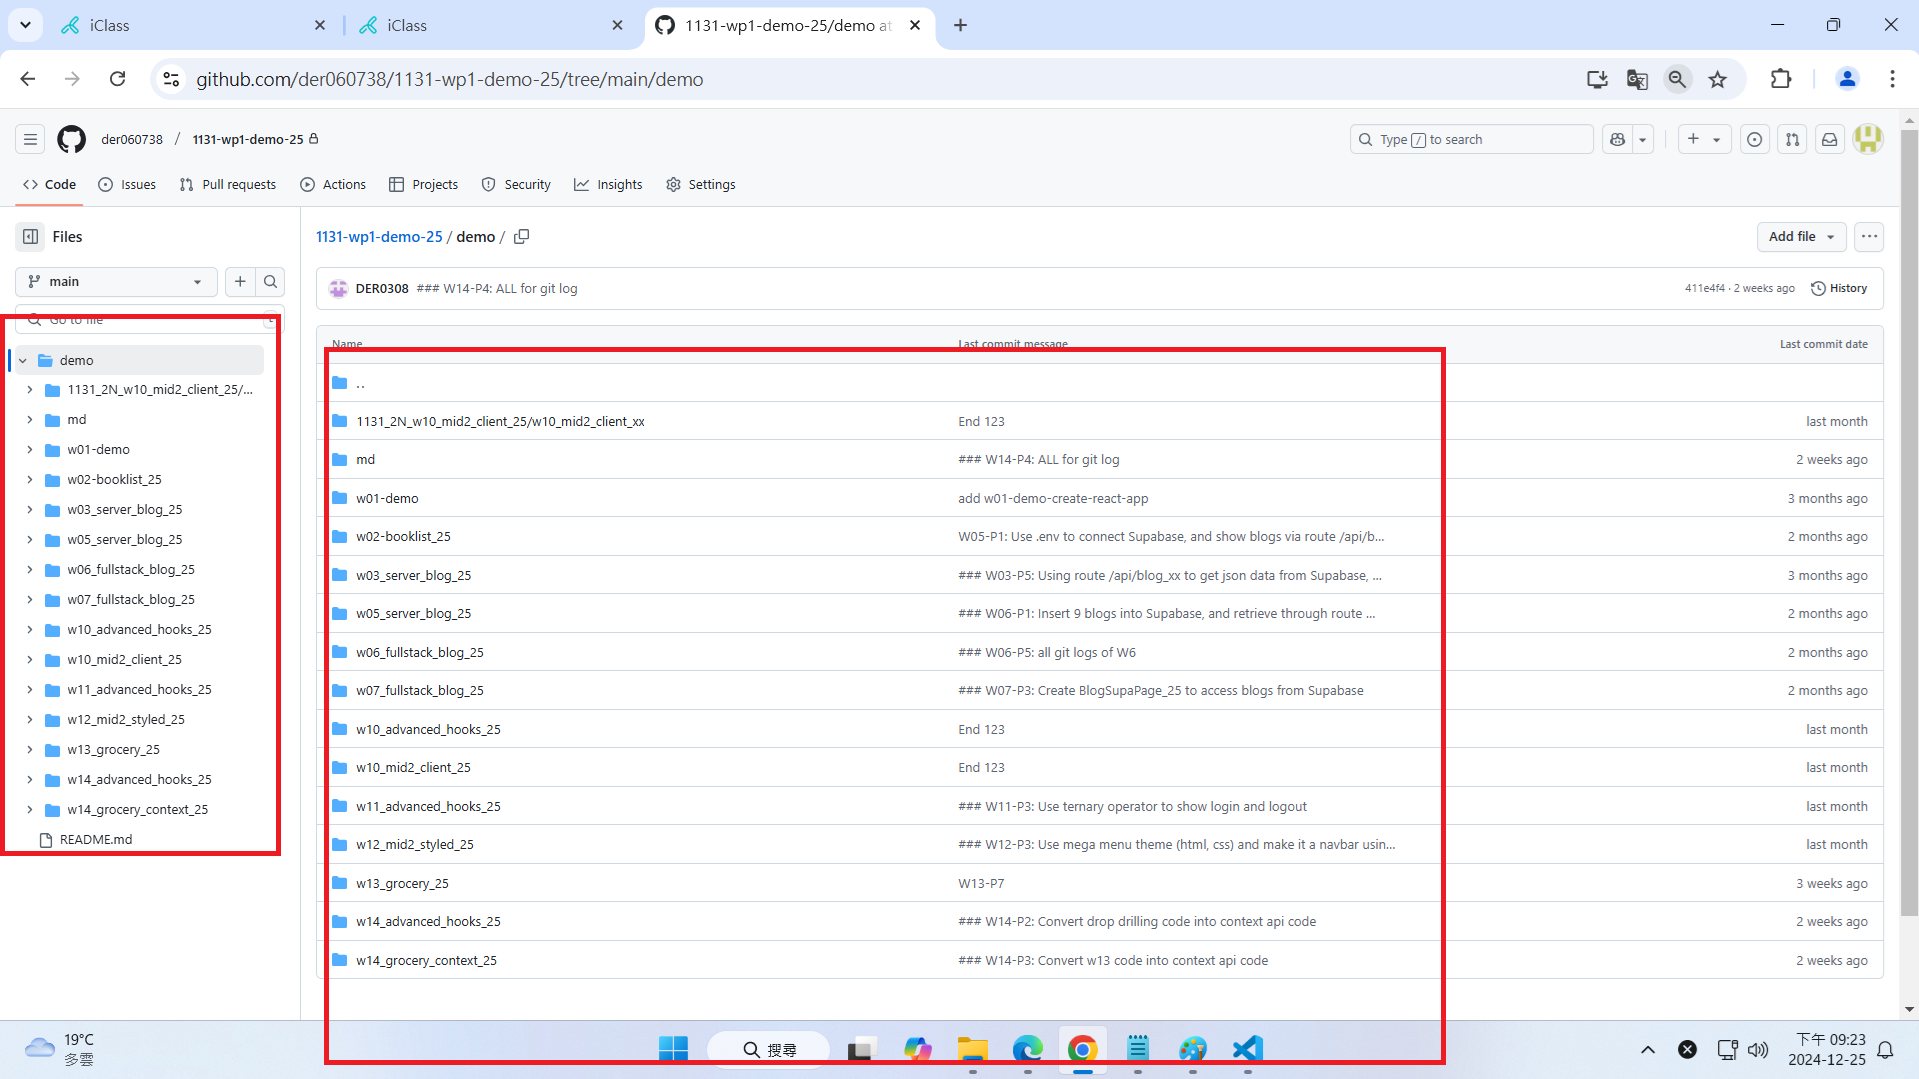 iClass
iClass
1131-wp1-demo-25/demo at
github.com/der060738/1131-wp1-demo-25/tree/main/demo
der060738 / 1131-wp1-demo-25
Type / to search
Code
Issues
Pull requests
Actions
Projects
Security
Insights
Settings
Files
main
Go to file
demo
1131_2N_w10_mid2_client_25/...
md
w01-demo
w02-booklist_25
w03_server_blog_25
w05_server_blog_25
w06_fullstack_blog_25
w07_fullstack_blog_25
w10_advanced_hooks_25
w10_mid2_client_25
w11_advanced_hooks_25
w12_mid2_styled_25
w13_grocery_25
w14_advanced_hooks_25
w14_grocery_context_25
README.md
1131-wp1-demo-25 / demo /
Add file
DER0308 ### W14-P4: ALL for git log
411e4f4 · 2 weeks ago
History
Name Last commit message Last commit date
..
1131_2N_w10_mid2_client_25/w10_mid2_client_xx End 123 last month
md ### W14-P4: ALL for git log 2 weeks ago
w01-demo add w01-demo-create-react-app 3 months ago
w02-booklist_25 W05-P1: Use .env to connect Supabase, and show blogs via route /api/b... 2 months ago
w03_server_blog_25 ### W03-P5: Using route /api/blog_xx to get json data from Supabase, ... 3 months ago
w05_server_blog_25 ### W06-P1: Insert 9 blogs into Supabase, and retrieve through route ... 2 months ago
w06_fullstack_blog_25 ### W06-P5: all git logs of W6 2 months ago
w07_fullstack_blog_25 ### W07-P3: Create BlogSupaPage_25 to access blogs from Supabase 2 months ago
w10_advanced_hooks_25 End 123 last month
w10_mid2_client_25 End 123 last month
w11_advanced_hooks_25 ### W11-P3: Use ternary operator to show login and logout last month
w12_mid2_styled_25 ### W12-P3: Use mega menu theme (html, css) and make it a navbar usin... last month
w13_grocery_25 W13-P7 3 weeks ago
w14_advanced_hooks_25 ### W14-P2: Convert drop drilling code into context api code 2 weeks ago
w14_grocery_context_25 ### W14-P3: Convert w13 code into context api code 2 weeks ago
19°C
多雲
搜尋
下午 09:23
2024-12-25